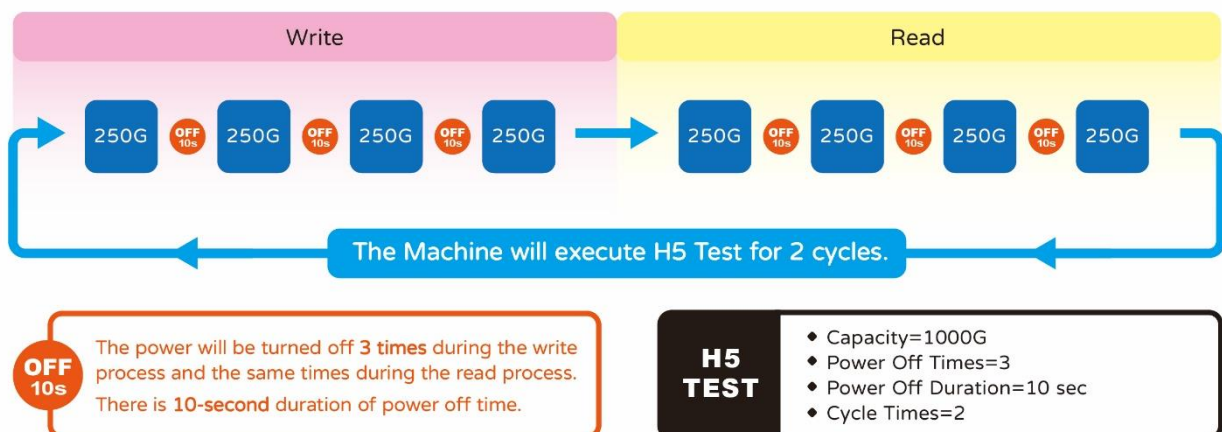 Write
Read
250G OFF 10s 250G OFF 10s 250G OFF 10s 250G
250G OFF 10s 250G OFF 10s 250G OFF 10s 250G
The Machine will execute H5 Test for 2 cycles.
OFF
10s
The power will be turned off 3 times during the write
process and the same times during the read process.
There is 10-second duration of power off time.
H5
TEST
◆ Capacity=1000G
◆ Power Off Times=3
◆ Power Off Duration=10 sec
◆ Cycle Times=2